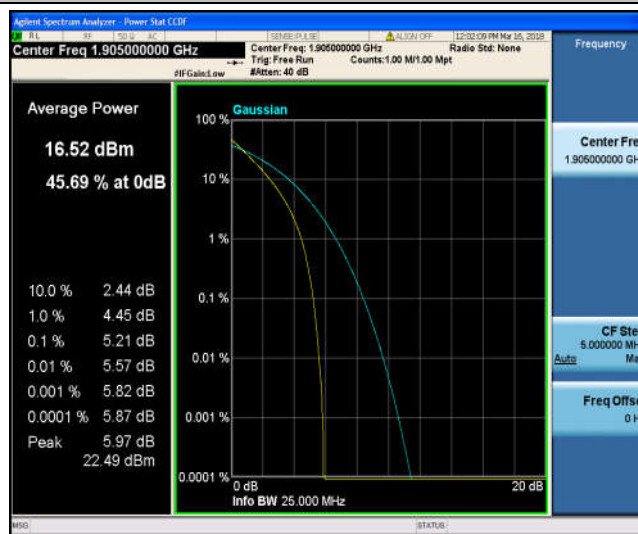 Agilent Spectrum Analyzer - Power Stat CCDF
RL RF 50 Ω AC SENSE:PULSE ALIGN OFF 12:02:09 PM Mar 16, 2018
Center Freq 1.905000000 GHz
Center Freq: 1.905000000 GHz Radio Std: None
Trig: Free Run Counts:1.00 M/1.00 Mpt
#IFGain:Low #Atten: 40 dB
Frequency
Average Power
16.52 dBm
45.69 % at 0dB
10.0 % 2.44 dB
1.0 % 4.45 dB
0.1 % 5.21 dB
0.01 % 5.57 dB
0.001 % 5.82 dB
0.0001 % 5.87 dB
Peak 5.97 dB
22.49 dBm
Gaussian
100 %
10 %
1 %
0.1 %
0.01 %
0.001 %
0.0001 %
0 dB 20 dB
Info BW 25.000 MHz
Center Fre
1.905000000 GH
CF Ste
5.000000 MH
Auto Ma
Freq Offse
0 H
MSG STATUS